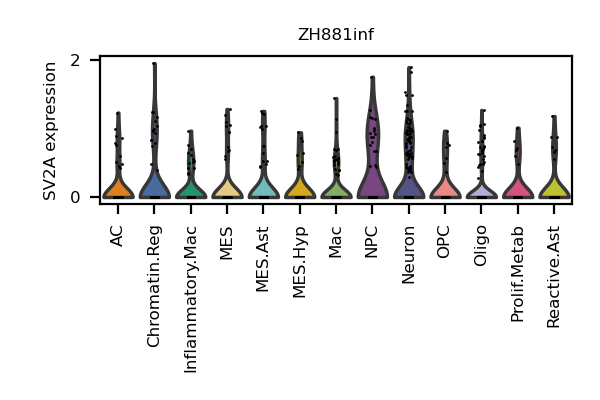 ZH881inf
SV2A expression
2
0
AC
Chromatin.Reg
Inflammatory.Mac
MES
MES.Ast
MES.Hyp
Mac
NPC
Neuron
OPC
Oligo
Prolif.Metab
Reactive.Ast